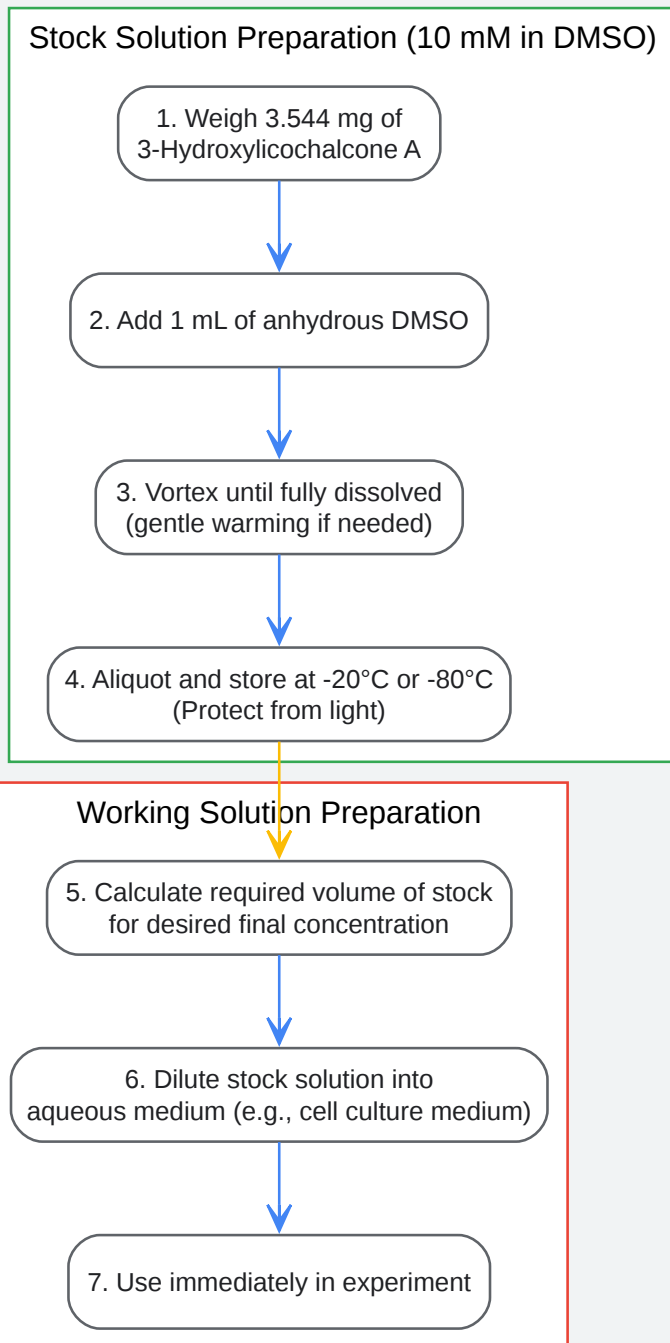 Stock Solution Preparation (10 mM in DMSO)
1. Weigh 3.544 mg of
3-Hydroxylicochalcone A
2. Add 1 mL of anhydrous DMSO
3. Vortex until fully dissolved
(gentle warming if needed)
4. Aliquot and store at -20°C or -80°C
(Protect from light)
Working Solution Preparation
5. Calculate required volume of stock
for desired final concentration
6. Dilute stock solution into
aqueous medium (e.g., cell culture medium)
7. Use immediately in experiment